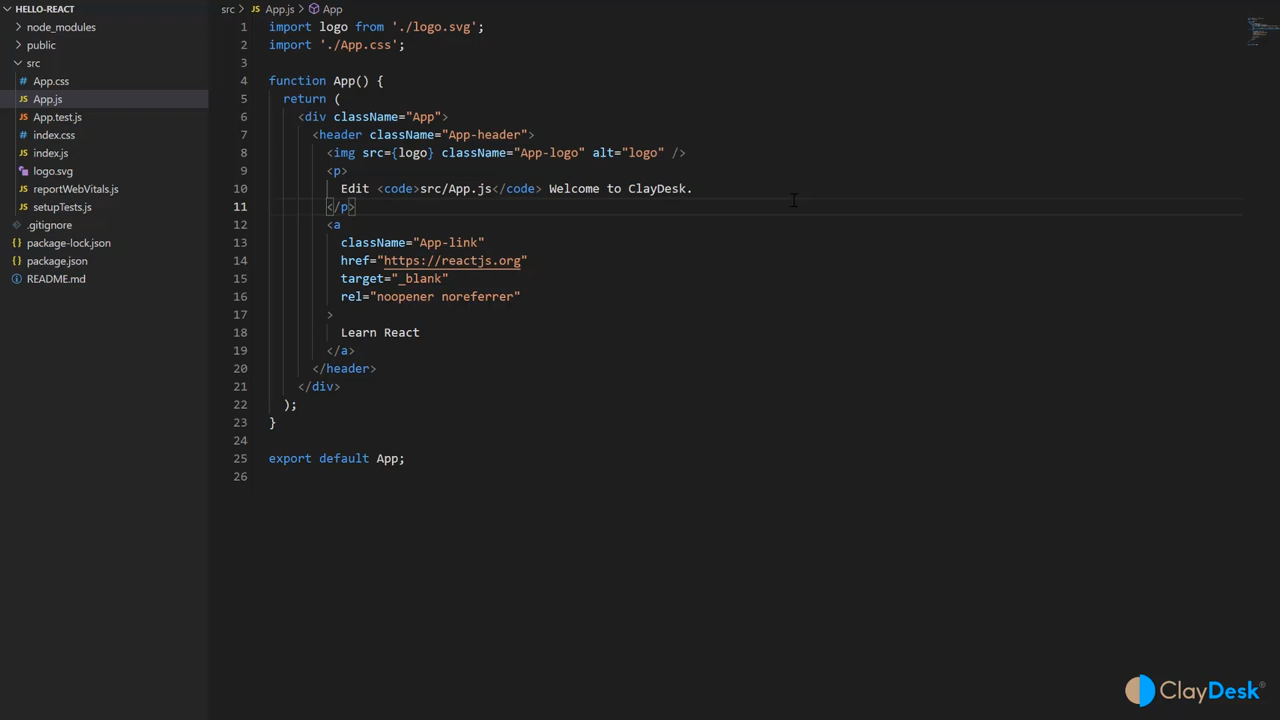 HELLO-REACT
node_modules
public
src
# App.css
JS App.js
JS App.test.js
# index.css
JS index.js
logo.svg
JS reportWebVitals.js
JS setupTests.js
.gitignore
{} package-lock.json
{} package.json
README.md
src > JS App.js > App
1 import logo from './logo.svg';
2 import './App.css';
3
4 function App() {
5 return (
6 <div className="App">
7 <header className="App-header">
8 <img src={logo} className="App-logo" alt="logo" />
9 <p>
10 Edit <code>src/App.js</code> Welcome to ClayDesk.
11 </p>
12 <a
13 className="App-link"
14 href="https://reactjs.org"
15 target="_blank"
16 rel="noopener noreferrer"
17 >
18 Learn React
19 </a>
20 </header>
21 </div>
22 );
23 }
24
25 export default App;
26
ClayDesk®